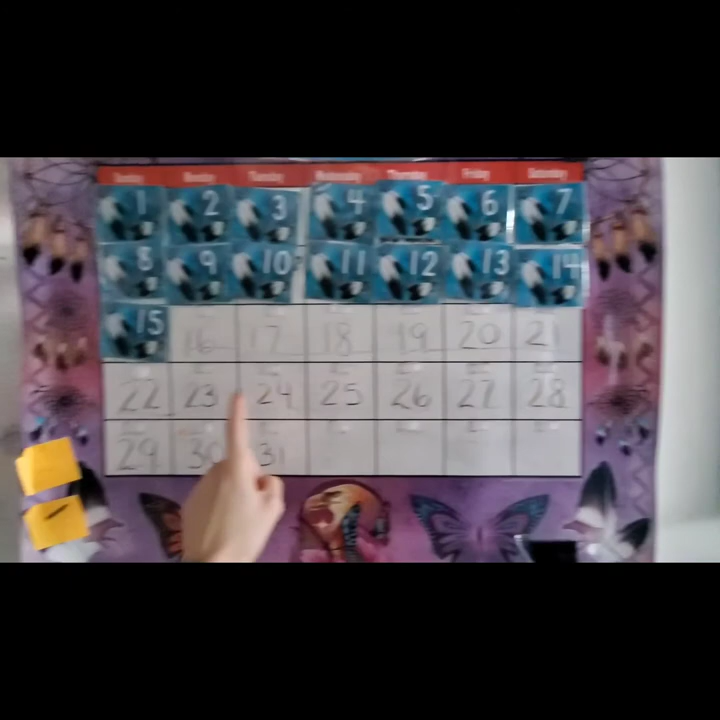 Sunday Monday Tuesday Wednesday Thursday Friday Saturday
1 2 3 4 5 6 7
8 9 10 11 12 13 14
15 16 17 18 19 20 21
22 23 24 25 26 27 28
29 30 31